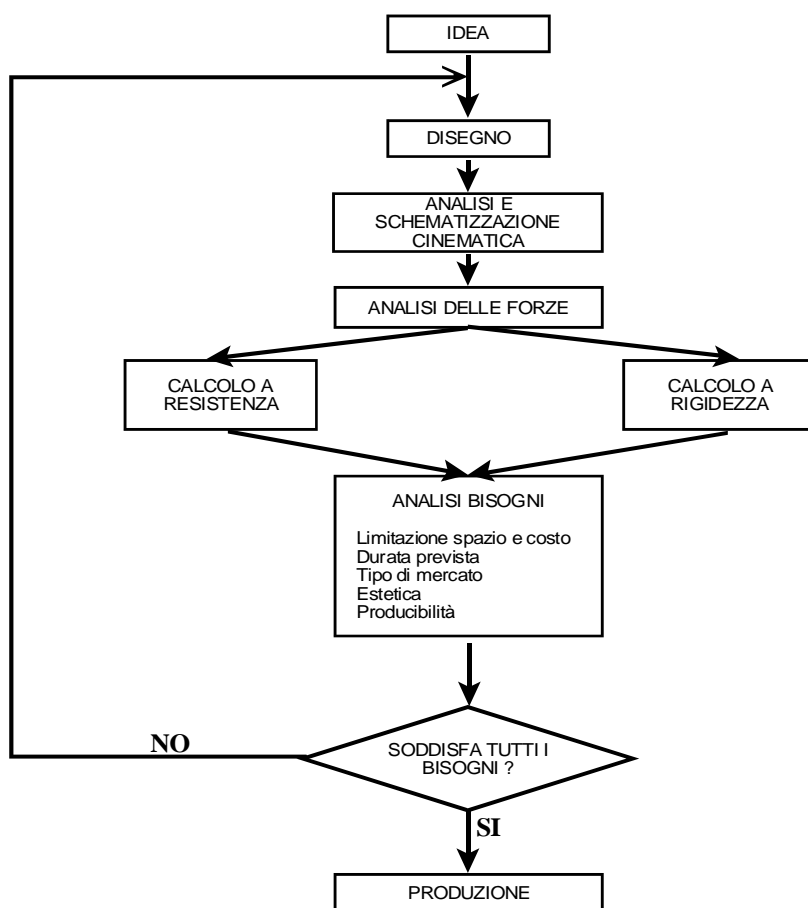 IDEA
DISEGNO
ANALISI E
SCHEMATIZZAZIONE
CINEMATICA
ANALISI DELLE FORZE
CALCOLO A
RESISTENZA
CALCOLO A
RIGIDEZZA
ANALISI BISOGNI
Limitazione spazio e costo
Durata prevista
Tipo di mercato
Estetica
Producibilità
NO
SODDISFA TUTTI I
BISOGNI ?
SI
PRODUZIONE